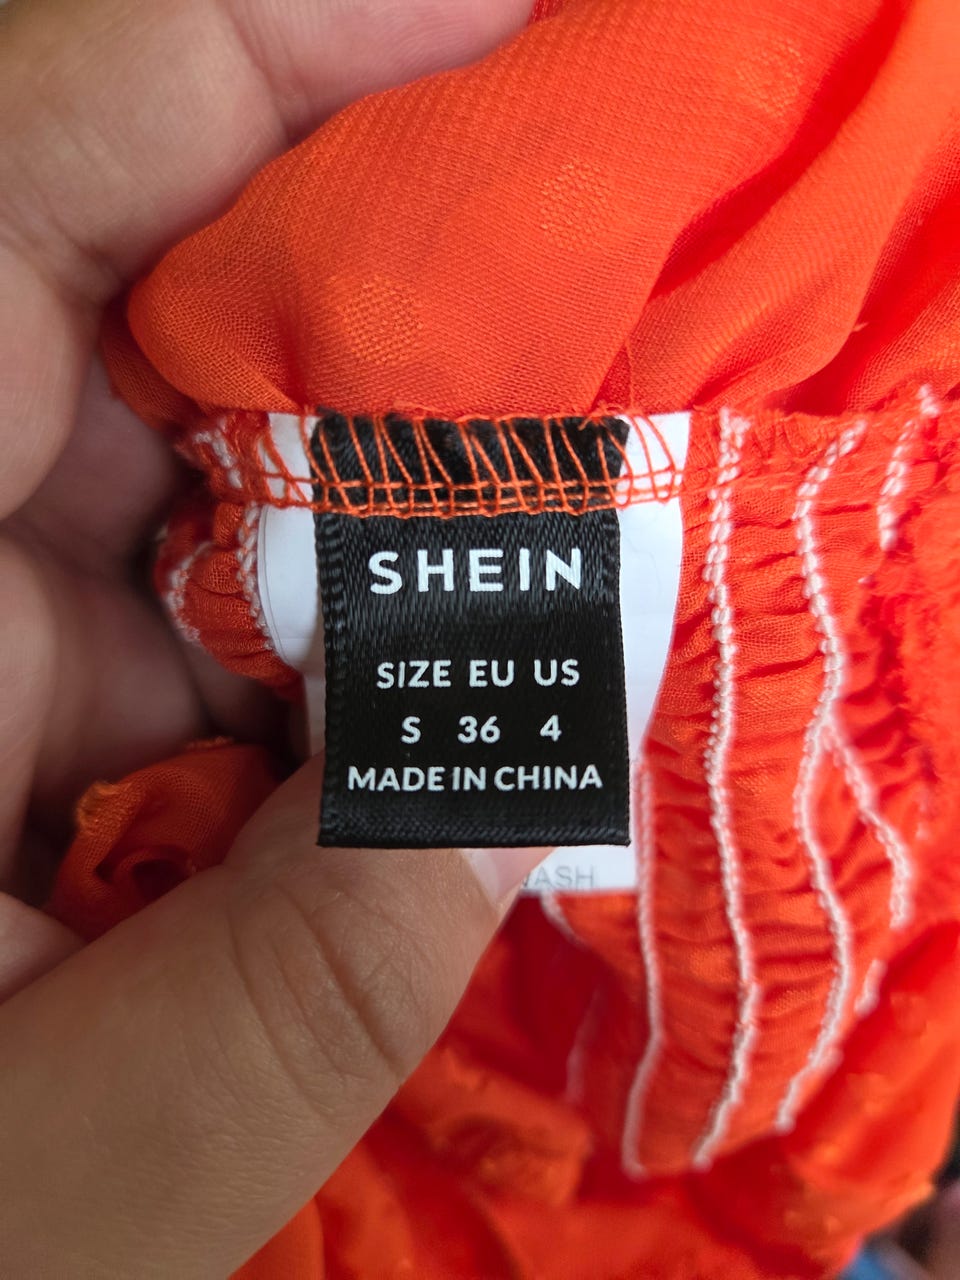 SHEIN
SIZE EU US
S 36 4
MADE IN CHINA
WASH